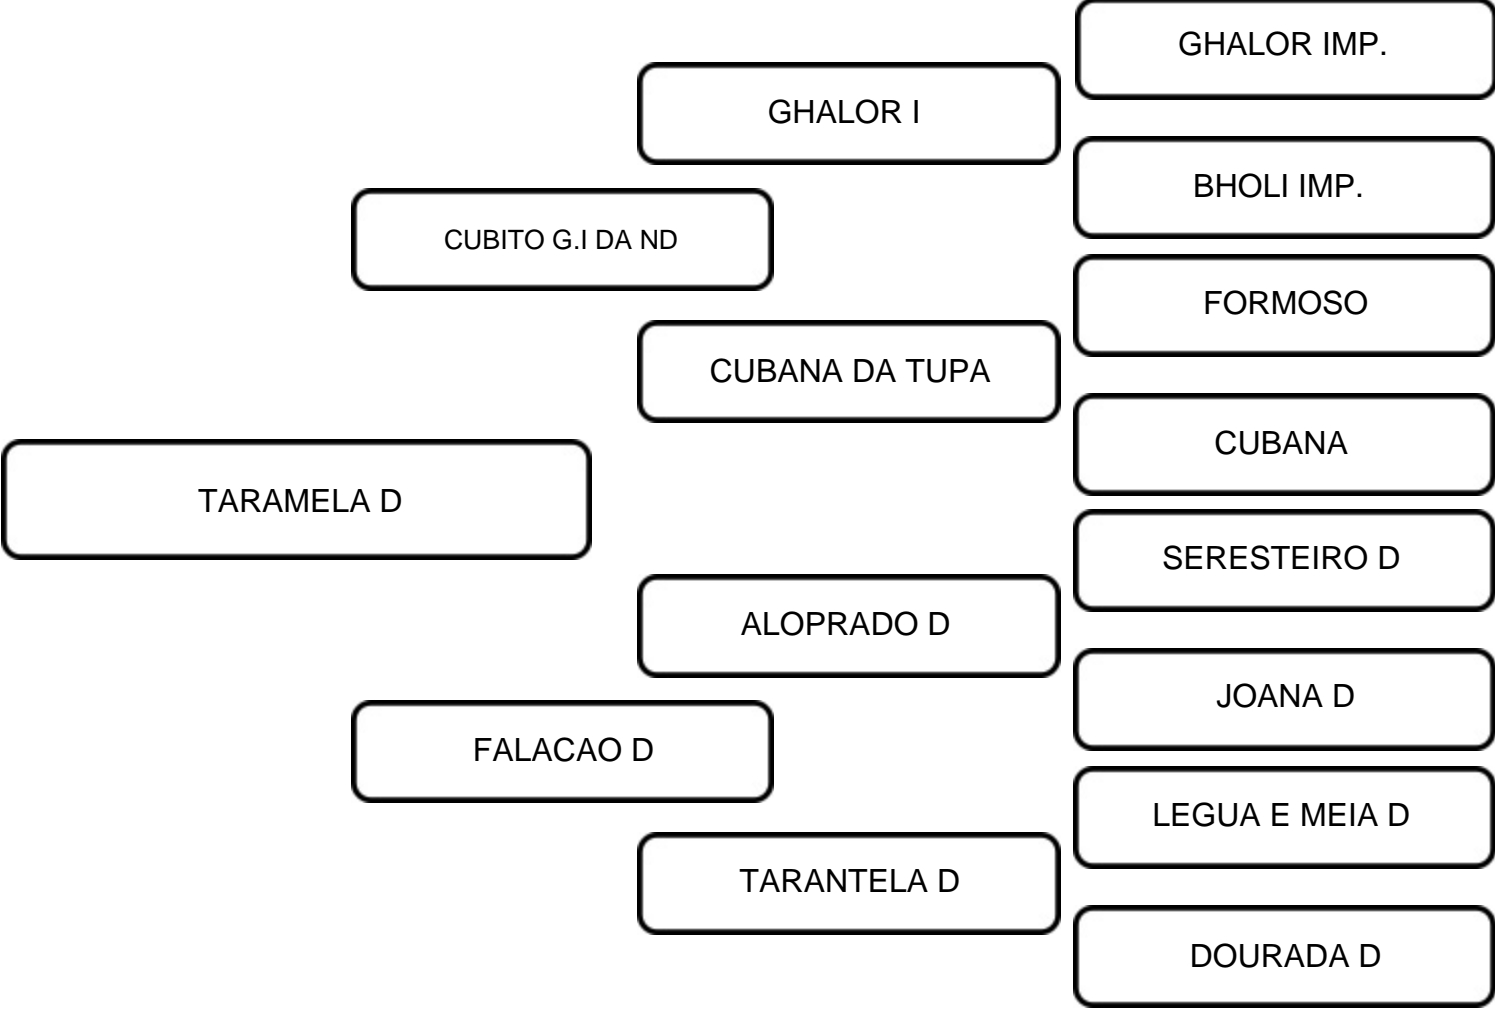 GHALOR IMP.
GHALOR I
BHOLI IMP.
CUBITO G.I DA ND
FORMOSO
CUBANA DA TUPA
CUBANA
TARAMELA D
SERESTEIRO D
ALOPRADO D
JOANA D
FALACAO D
LEGUA E MEIA D
TARANTELA D
DOURADA D